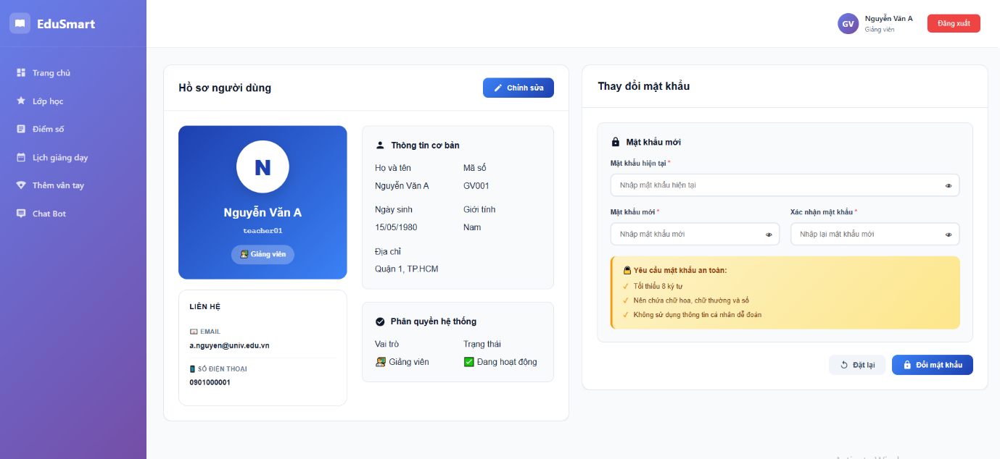 EduSmart
Trang chủ
Lớp học
Điểm số
Lịch giảng dạy
Thêm vân tay
Chat Bot
GV
Nguyễn Văn A
Giảng viên
Đăng xuất
Hồ sơ người dùng
Chỉnh sửa
N
Nguyễn Văn A
teacher01
Giảng viên
LIÊN HỆ
EMAIL
a.nguyen@univ.edu.vn
SỐ ĐIỆN THOẠI
0901000001
Thông tin cơ bản
Họ và tên Mã số
Nguyễn Văn A GV001
Ngày sinh Giới tính
15/05/1980 Nam
Địa chỉ
Quận 1, TP.HCM
Phân quyền hệ thống
Vai trò Trạng thái
Giảng viên Đang hoạt động
Thay đổi mật khẩu
Mật khẩu mới
Mật khẩu hiện tại *
Nhập mật khẩu hiện tại
Mật khẩu mới * Xác nhận mật khẩu *
Nhập mật khẩu mới Nhập lại mật khẩu mới
Yêu cầu mật khẩu an toàn:
✓ Tối thiểu 8 ký tự
✓ Nên chứa chữ hoa, chữ thường và số
✓ Không sử dụng thông tin cá nhân dễ đoán
Đặt lại Đổi mật khẩu